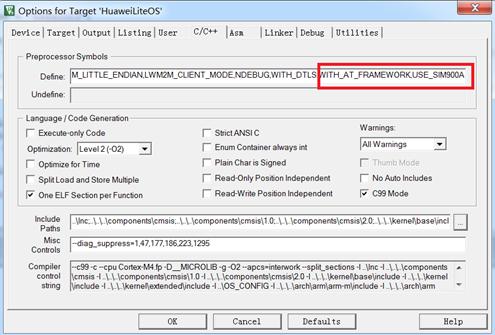 Options for Target 'HuaweiLiteOS'
Device Target Output Listing User C/C++ Asm Linker Debug Utilities
Preprocessor Symbols
Define: M_LITTLE_ENDIAN,LWM2M_CLIENT_MODE,NDEBUG,WITH_DTLS,WITH_AT_FRAMEWORK,USE_SIM900A
Undefine:
Language / Code Generation
Execute-only Code Strict ANSI C Warnings:
Optimization: Level 2 (-O2) Enum Container always int All Warnings
Optimize for Time Plain Char is Signed Thumb Mode
Split Load and Store Multiple Read-Only Position Independent No Auto Includes
One ELF Section per Function Read-Write Position Independent C99 Mode
Include Paths .\Inc;..\..\..\components\cmsis;..\..\..\components\cmsis\1.0;..\..\..\components\cmsis\2.0;..\..\..\kernel\base\incl ...
Misc Controls --diag_suppress=1,47,177,186,223,1295
Compiler control string --c99 -c --cpu Cortex-M4.fp -D__MICROLIB -g -O2 --apcs=interwork --split_sections -I ..\Inc -I ..\..\..\components
\cmsis -I ..\..\..\components\cmsis\1.0 -I ..\..\..\components\cmsis\2.0 -I ..\..\..\kernel\base\include -I ..\..\..\kernel
\include -I ..\..\..\kernel\extended\include -I ..\OS_CONFIG -I ..\..\..\arch\arm\arm-m\include -I ..\..\..\arch\arm
OK Cancel Defaults Help